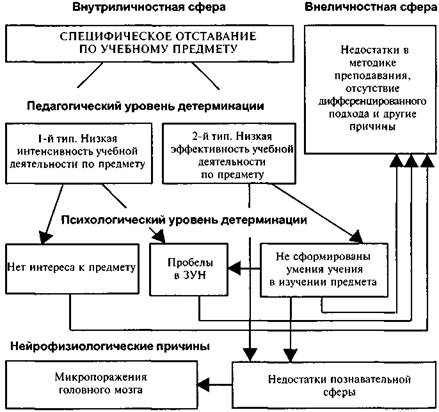 Внутриличностная сфера
Внеличностная сфера
СПЕЦИФИЧЕСКОЕ ОТСТАВАНИЕ
ПО УЧЕБНОМУ ПРЕДМЕТУ
Недостатки в
методике
преподавания,
отсутствие
дифференцированного
подхода и другие
причины
Педагогический уровень детерминации
1-й тип. Низкая
интенсивность учебной
деятельности по предмету
2-й тип. Низкая
эффективность учебной
деятельности
по предмету
Психологический уровень детерминации
Нет интереса к предмету
Пробелы
в ЗУН
Не сформированы
умения учения
в изучении предмета
Нейрофизиологические причины
Микропоражения
головного мозга
Недостатки познавательной
сферы